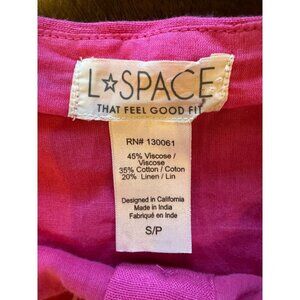 L☆SPACE
THAT FEEL GOOD FIT
RN# 130061
45% Viscose /
Viscose
35% Cotton / Coton
20% Linen / Lin
Designed in California
Made in India
Fabriqué en Inde
S/P